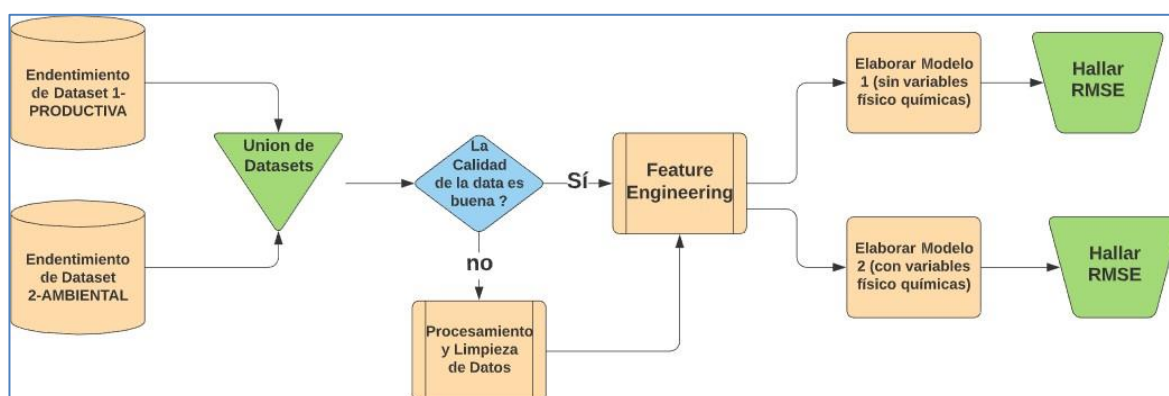 Endentimiento
de Dataset 1-
PRODUCTIVA
Endentimiento
de Dataset
2-AMBIENTAL
Union de
Datasets
La
Calidad
de la data es
buena ?
Sí
no
Procesamiento
y Limpieza
de Datos
Feature
Engineering
Elaborar Modelo
1 (sin variables
físico químicas)
Hallar
RMSE
Elaborar Modelo
2 (con variables
físico químicas)
Hallar
RMSE